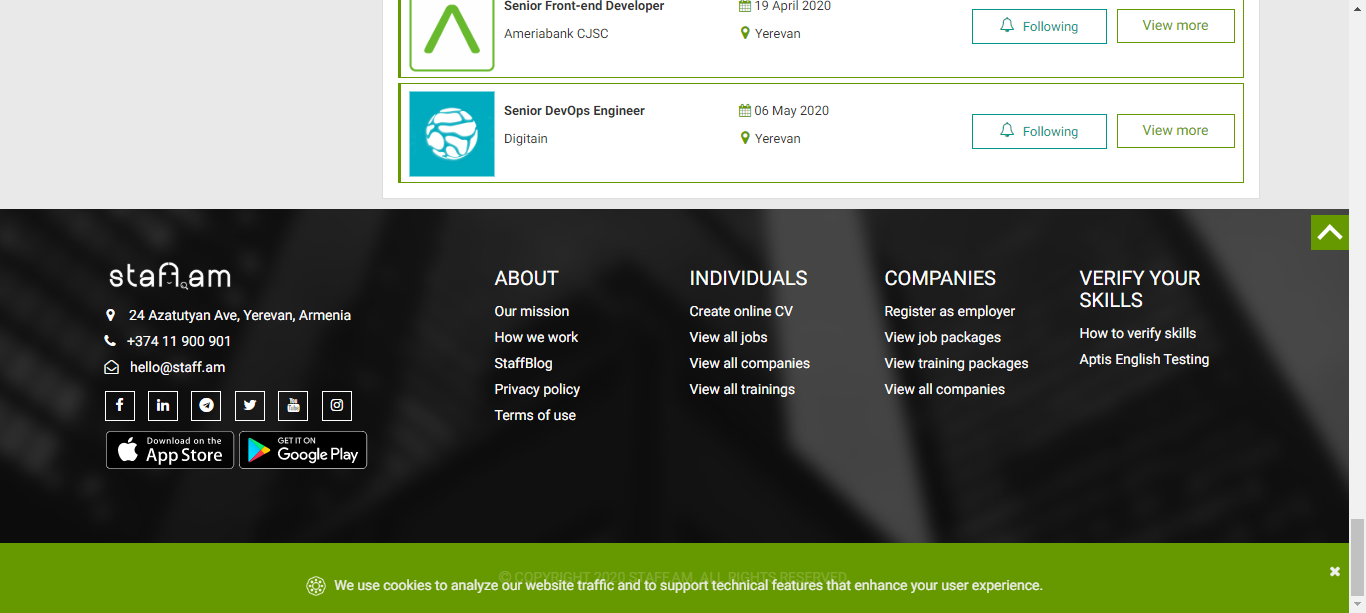 Senior Front-end Developer
19 April 2020
Ameriabank CJSC
Yerevan
Following
View more
Senior DevOps Engineer
06 May 2020
Digitain
Yerevan
Following
View more
staff.am
24 Azatutyan Ave, Yerevan, Armenia
+374 11 900 901
hello@staff.am
Download on the
App Store
GET IT ON
Google Play
ABOUT
Our mission
How we work
StaffBlog
Privacy policy
Terms of use
INDIVIDUALS
Create online CV
View all jobs
View all companies
View all trainings
COMPANIES
Register as employer
View job packages
View training packages
View all companies
VERIFY YOUR
SKILLS
How to verify skills
Aptis English Testing
© COPYRIGHT 2020 STAFF.AM. ALL RIGHTS RESERVED
We use cookies to analyze our website traffic and to support technical features that enhance your user experience.